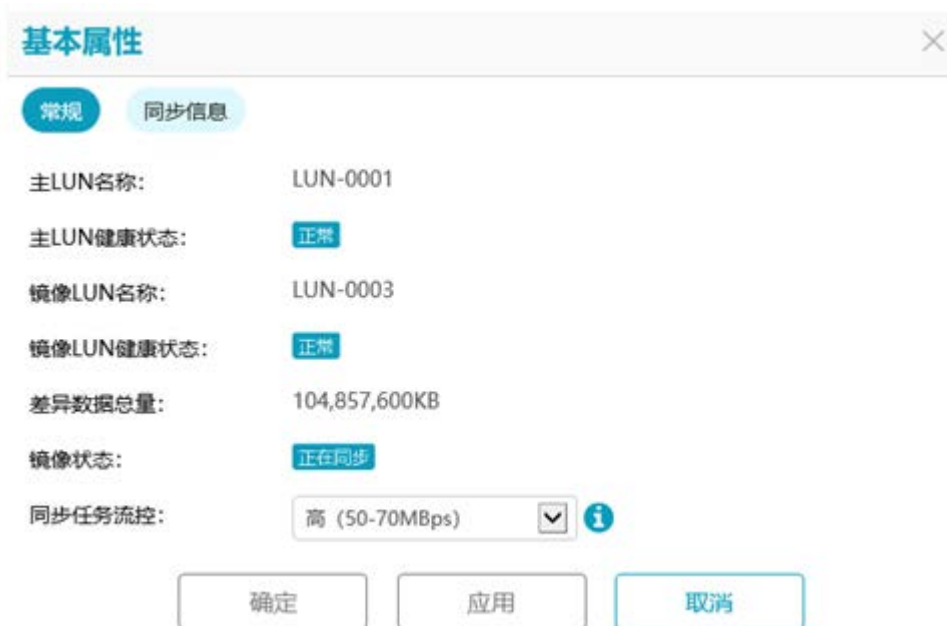 基本属性
常规 同步信息
主LUN名称: LUN-0001
主LUN健康状态: 正常
镜像LUN名称: LUN-0003
镜像LUN健康状态: 正常
差异数据总量: 104,857,600KB
镜像状态: 正在同步
同步任务流控: 高 (50-70MBps)
确定 应用 取消